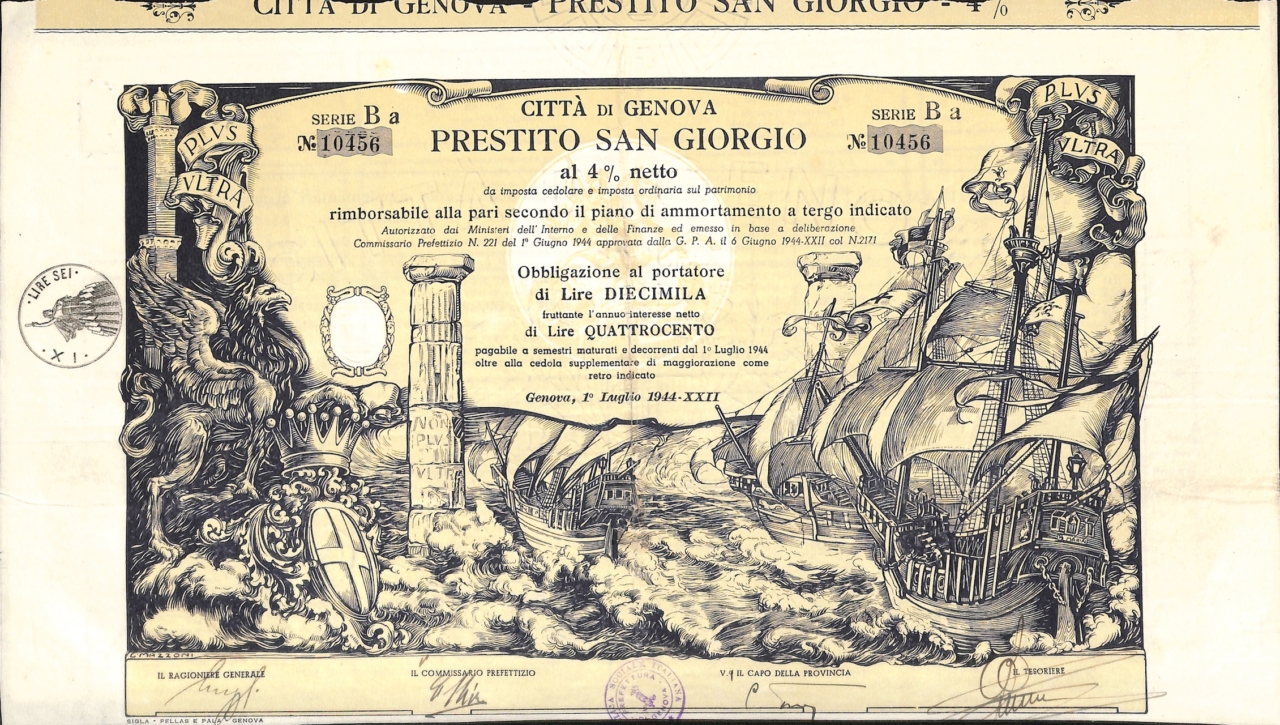 CITTÀ DI GENOVA - PRESTITO SAN GIORGIO - 4%
PLVS
VLTRA
SERIE B a
№ 10456
CITTÀ DI GENOVA
PRESTITO SAN GIORGIO
SERIE B a
№ 10456
PLVS
VLTRA
al 4% netto
da imposta cedolare e imposta ordinaria sul patrimonio
rimborsabile alla pari secondo il piano di ammortamento a tergo indicato
Autorizzato dai Ministeri dell'Interno e delle Finanze ed emesso in base a deliberazione
Commissario Prefettizio N. 221 del 1° Giugno 1944 approvata dalla G. P. A. il 6 Giugno 1944-XXII col N.2171
Obbligazione al portatore
di Lire DIECIMILA
fruttante l'annuo interesse netto
di Lire QUATTROCENTO
pagabile a semestri maturati e decorrenti dal 1° Luglio 1944
oltre alla cedola supplementare di maggiorazione come
retro indicato
Genova, 1° Luglio 1944-XXII
·LIRE SEI·
·XI·
NON
PLVS
VLTRA
G. MAZZONI
IL RAGIONIERE GENERALE
IL COMMISSARIO PREFETTIZIO
V.° IL CAPO DELLA PROVINCIA
IL TESORIERE
SOCIALE ITALIANA
PREFETTURA
SIGLA · PELLAS E PALA · GENOVA